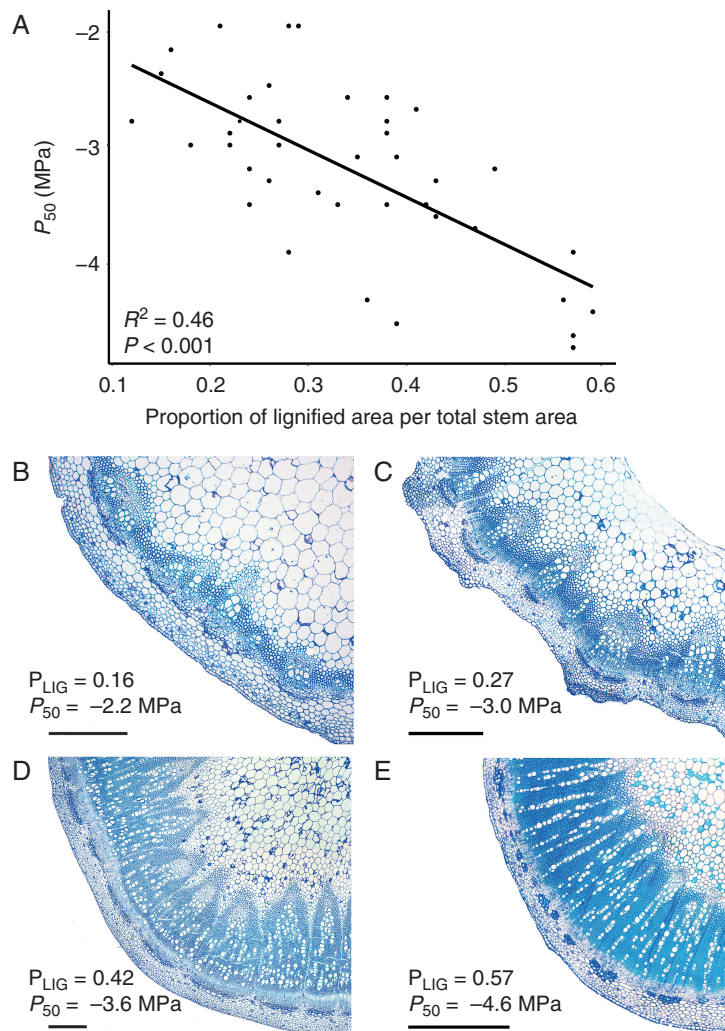 A
−2
−3
−4
P50 (MPa)
R2 = 0.46
P < 0.001
0.1 0.2 0.3 0.4 0.5 0.6
Proportion of lignified area per total stem area
B
PLIG = 0.16
P50 = −2.2 MPa
C
PLIG = 0.27
P50 = −3.0 MPa
D
PLIG = 0.42
P50 = −3.6 MPa
E
PLIG = 0.57
P50 = −4.6 MPa